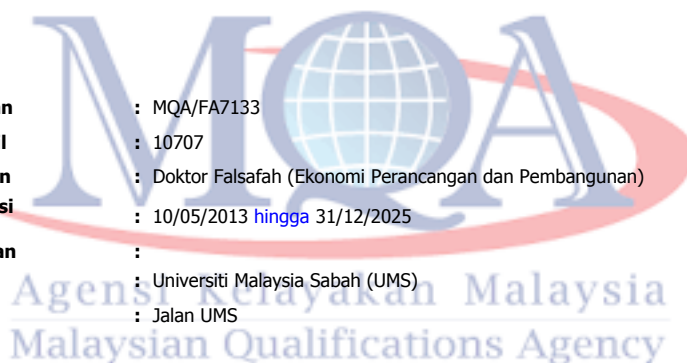 MQA
an : MQA/FA7133
l : 10707
n : Doktor Falsafah (Ekonomi Perancangan dan Pembangunan)
si : 10/05/2013 hingga 31/12/2025
an :
: Universiti Malaysia Sabah (UMS)
: Jalan UMS
Agensi Kelayakan Malaysia
Malaysian Qualifications Agency